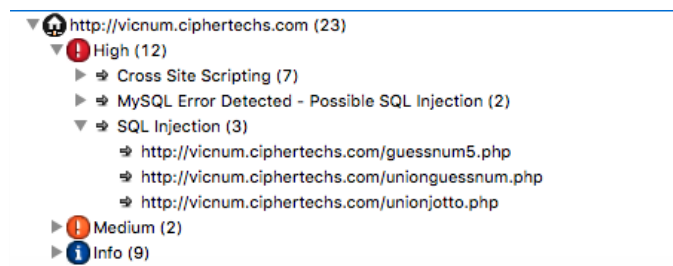 http://vicnum.ciphertechs.com (23)
High (12)
Cross Site Scripting (7)
MySQL Error Detected - Possible SQL Injection (2)
SQL Injection (3)
http://vicnum.ciphertechs.com/guessnum5.php
http://vicnum.ciphertechs.com/unionguessnum.php
http://vicnum.ciphertechs.com/unionjotto.php
Medium (2)
Info (9)